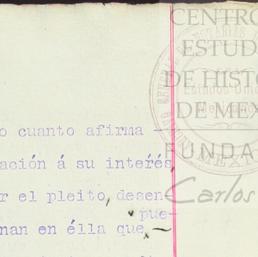 CENTRO
ESTUD
DE HISTO
DE MEX
FUNDA
Carlos
o cuanto afirma —
ación á su interés,
r el pleito, desen-
pue-
nan en élla que, —